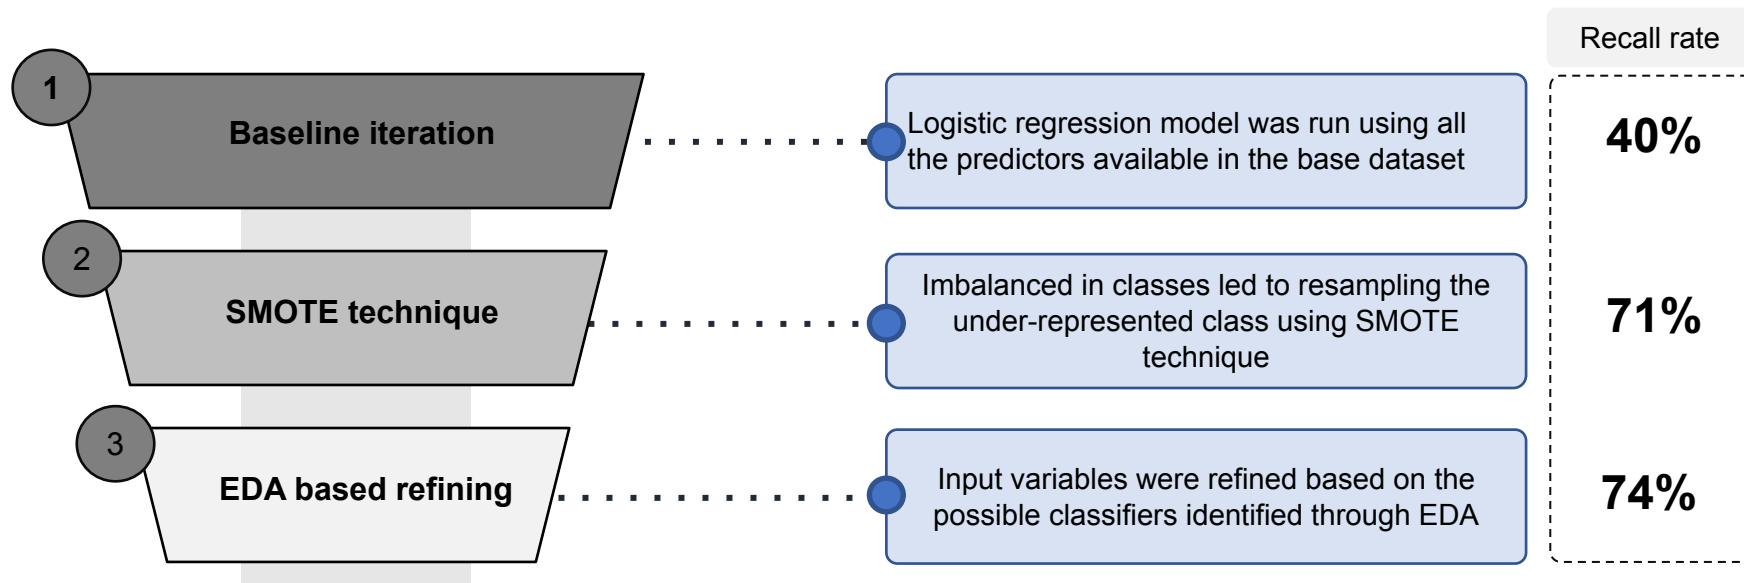 Recall rate
1
Baseline iteration
Logistic regression model was run using all
the predictors available in the base dataset
40%
2
SMOTE technique
Imbalanced in classes led to resampling the
under-represented class using SMOTE
technique
71%
3
EDA based refining
Input variables were refined based on the
possible classifiers identified through EDA
74%